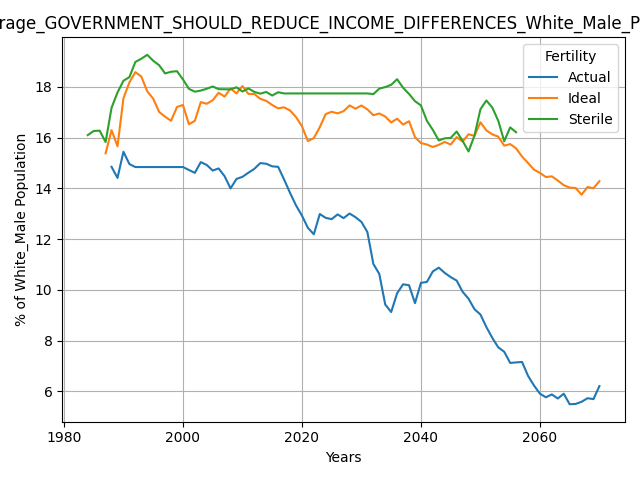 rage_GOVERNMENT_SHOULD_REDUCE_INCOME_DIFFERENCES_White_Male_P
Fertility
Actual
Ideal
Sterile
% of White_Male Population
18
16
14
12
10
8
6
1980
2000
2020
2040
2060
Years